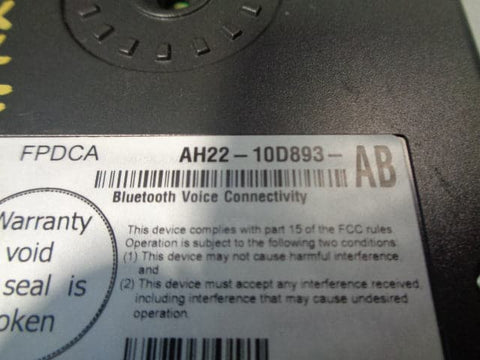 FPDCA AH22-10D893- AB
Bluetooth Voice Connectivity
Warranty
void
seal is
oken
This device complies with part 15 of the FCC rules.
Operation is subject to the following two conditions:
(1) This device may not cause harmful interference,
and
(2) This device must accept any interference received,
including interference that may cause undesired
operation.